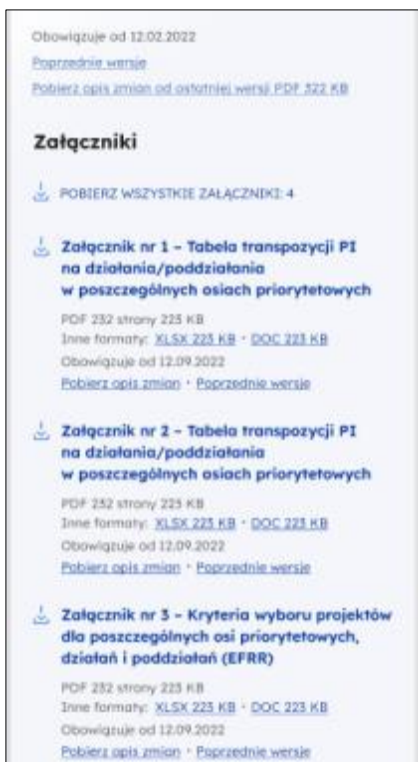 Obowiązuje od 12.02.2022
Poprzednie wersje
Pobierz opis zmian od ostatniej wersji PDF 322 KB
Załączniki
POBIERZ WSZYSTKIE ZAŁĄCZNIKI: 4
Załącznik nr 1 – Tabela transpozycji PI
na działania/poddziałania
w poszczególnych osiach priorytetowych
PDF 232 strony 223 KB
Inne formaty: XLSX 223 KB · DOC 223 KB
Obowiązuje od 12.09.2022
Pobierz opis zmian · Poprzednie wersje
Załącznik nr 2 – Tabela transpozycji PI
na działania/poddziałania
w poszczególnych osiach priorytetowych
PDF 232 strony 223 KB
Inne formaty: XLSX 223 KB · DOC 223 KB
Obowiązuje od 12.09.2022
Pobierz opis zmian · Poprzednie wersje
Załącznik nr 3 – Kryteria wyboru projektów
dla poszczególnych osi priorytetowych,
działań i poddziałań (EFRR)
PDF 232 strony 223 KB
Inne formaty: XLSX 223 KB · DOC 223 KB
Obowiązuje od 12.09.2022
Pobierz opis zmian · Poprzednie wersje